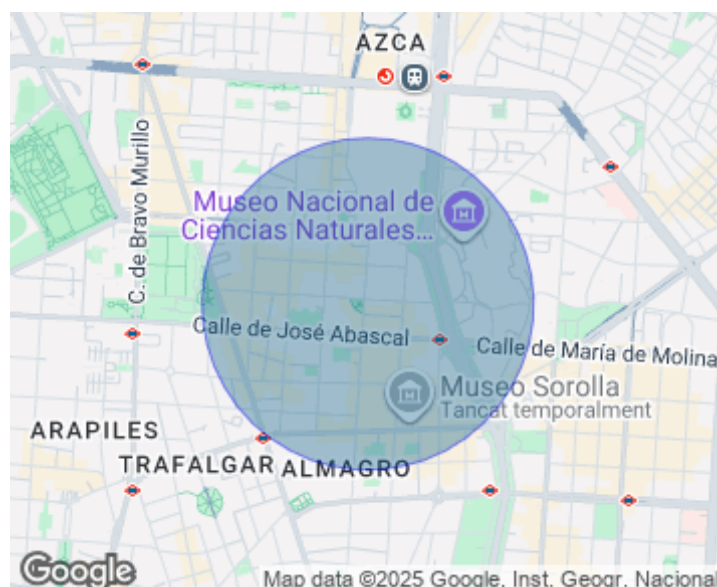 AZCA
C. de Bravo Murillo
Museo Nacional de
Ciencias Naturales...
Calle de José Abascal
Calle de María de Molina
Museo Sorolla
Tancat temporalment
ARAPILES
TRAFALGAR
ALMAGRO
Google
Map data ©2025 Google, Inst. Geogr. Nacional